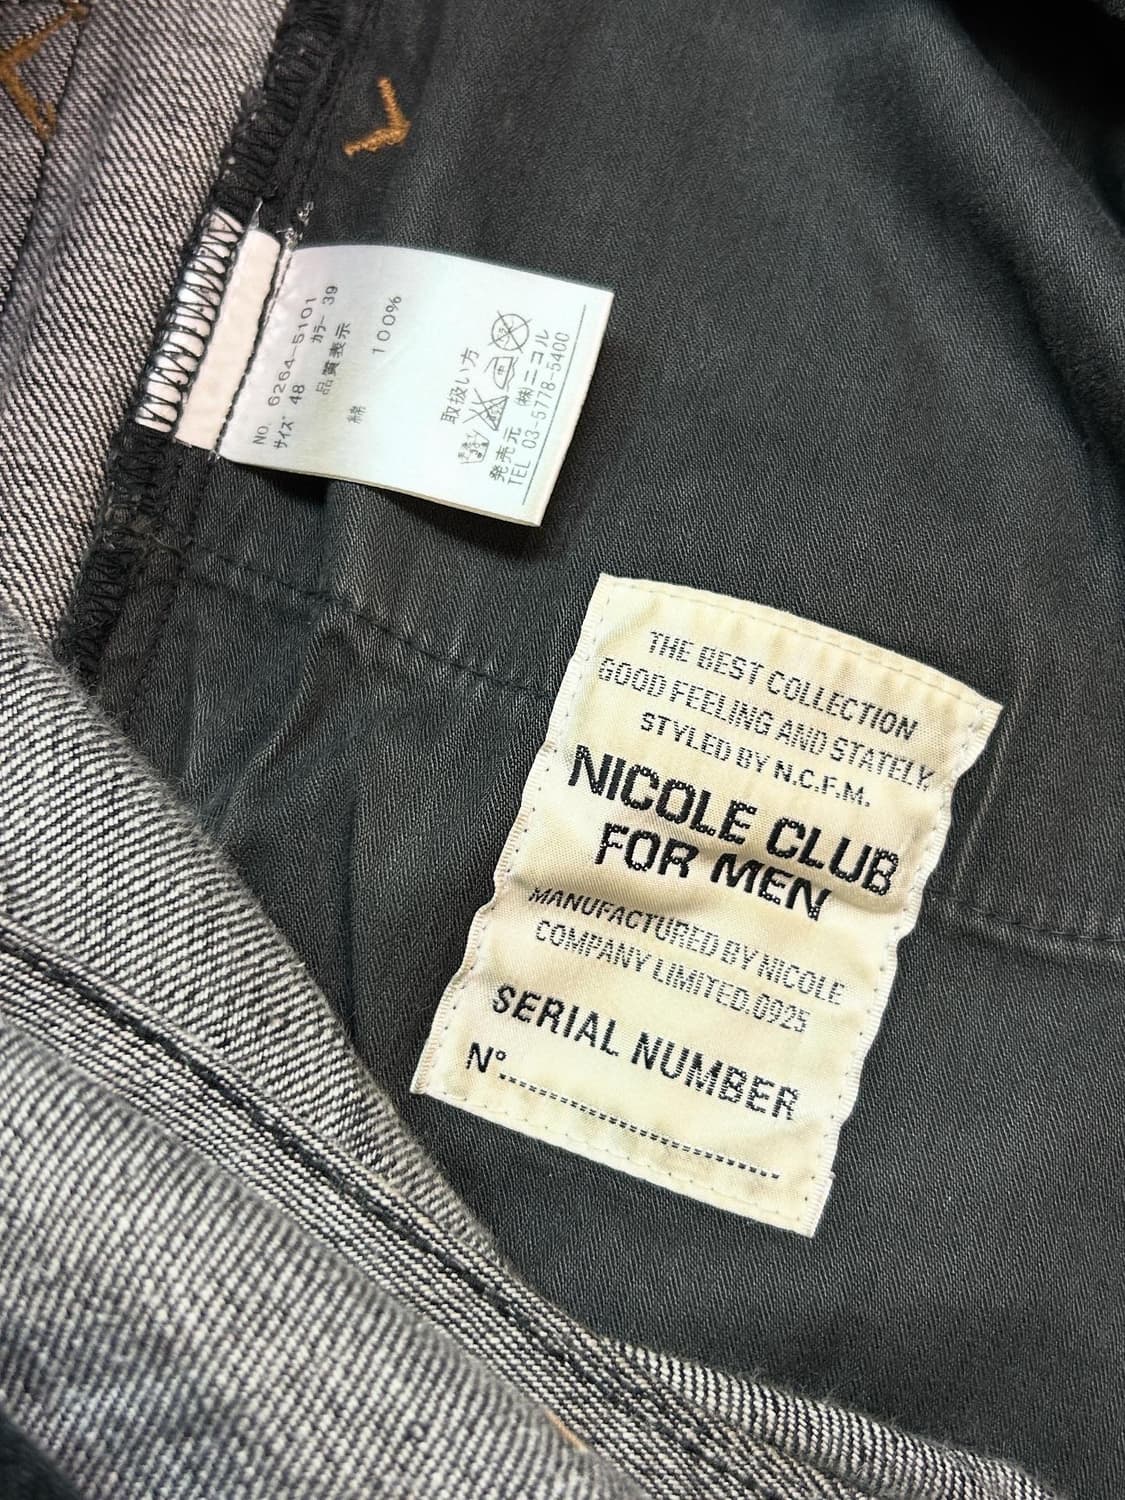 No. 6264-5101
サイズ 48 カラー 39
品質表示
綿 100%
取扱い方
発売元 ㈱ニコル
TEL 03-5778-5400
THE BEST COLLECTION
GOOD FEELING AND STATELY
STYLED BY N.C.F.M.
NICOLE CLUB
FOR MEN
MANUFACTURED BY NICOLE
COMPANY LIMITED.0925
SERIAL NUMBER
N°